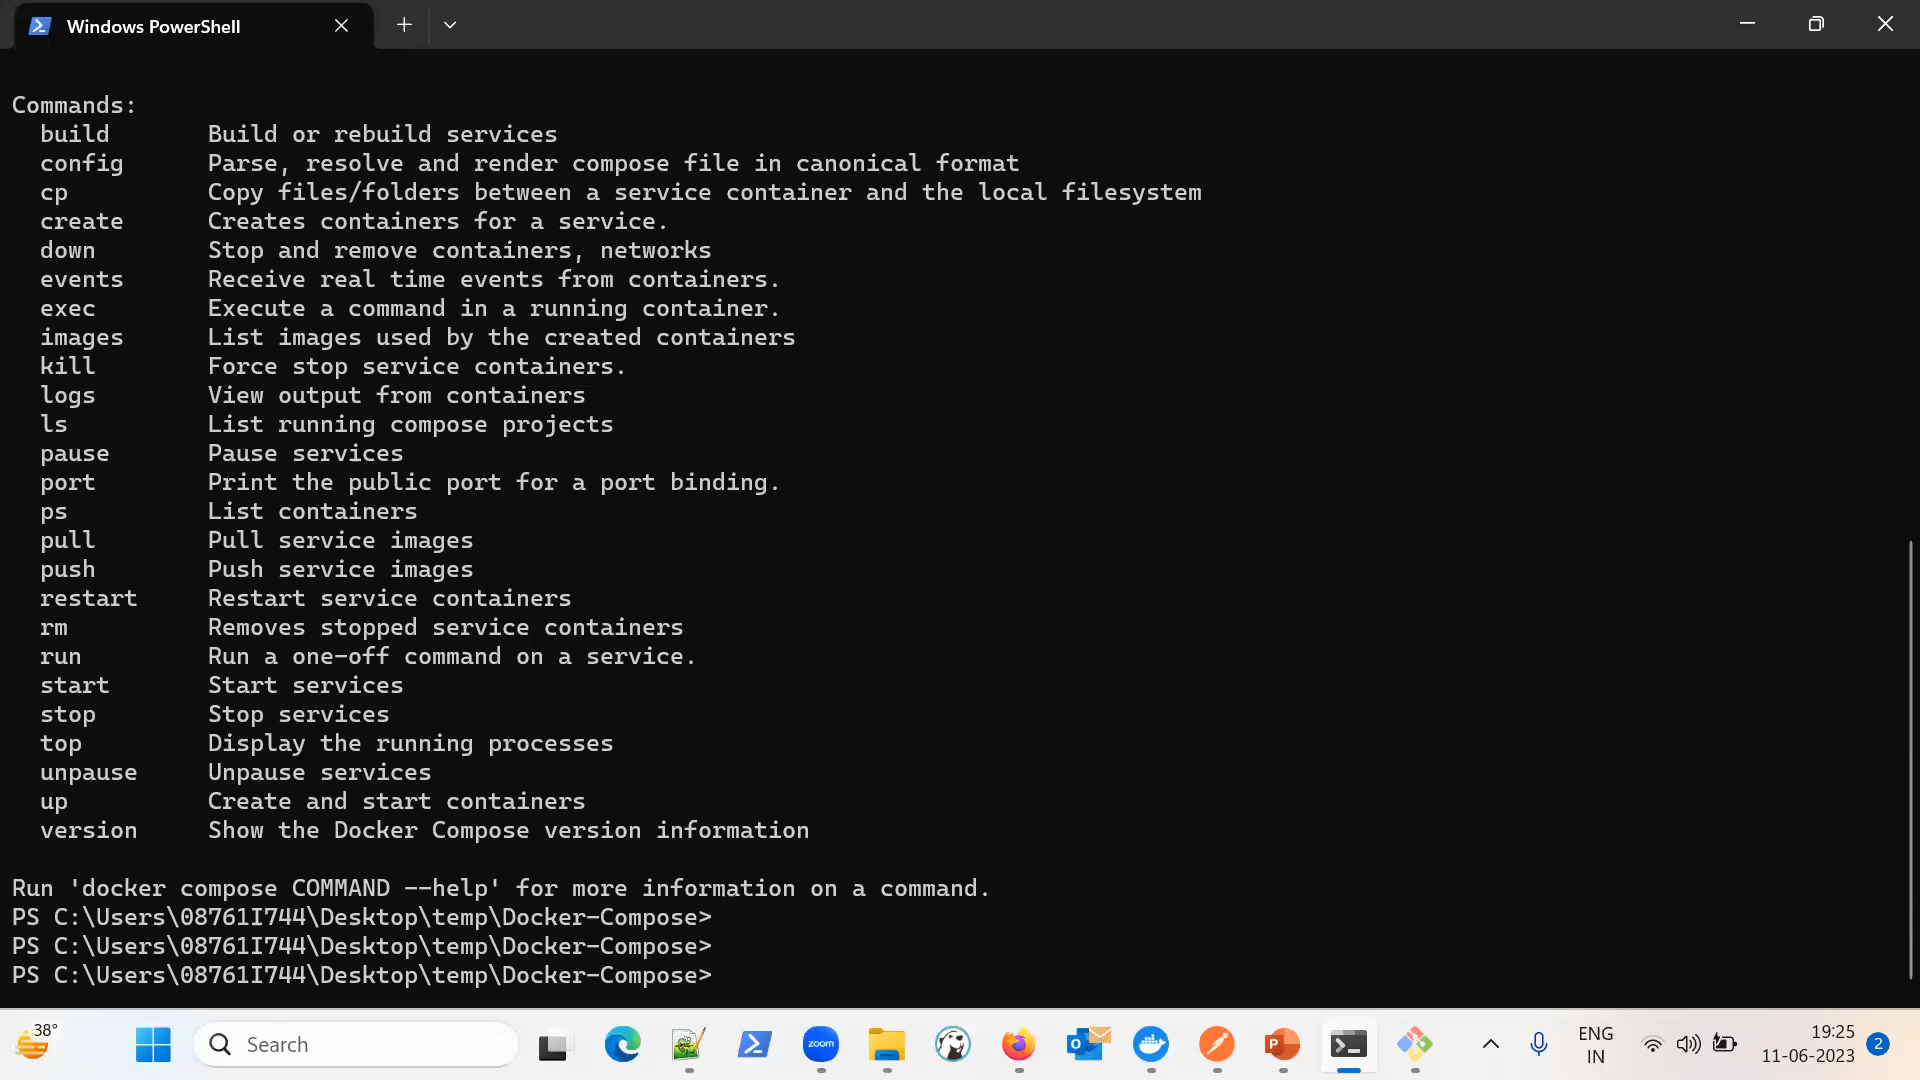 Windows PowerShell
Commands:
build Build or rebuild services
config Parse, resolve and render compose file in canonical format
cp Copy files/folders between a service container and the local filesystem
create Creates containers for a service.
down Stop and remove containers, networks
events Receive real time events from containers.
exec Execute a command in a running container.
images List images used by the created containers
kill Force stop service containers.
logs View output from containers
ls List running compose projects
pause Pause services
port Print the public port for a port binding.
ps List containers
pull Pull service images
push Push service images
restart Restart service containers
rm Removes stopped service containers
run Run a one-off command on a service.
start Start services
stop Stop services
top Display the running processes
unpause Unpause services
up Create and start containers
version Show the Docker Compose version information
Run 'docker compose COMMAND --help' for more information on a command.
PS C:\Users\08761I744\Desktop\temp\Docker-Compose>
PS C:\Users\08761I744\Desktop\temp\Docker-Compose>
PS C:\Users\08761I744\Desktop\temp\Docker-Compose>
38°
Search
zoom
ENG
IN
19:25
11-06-2023
2